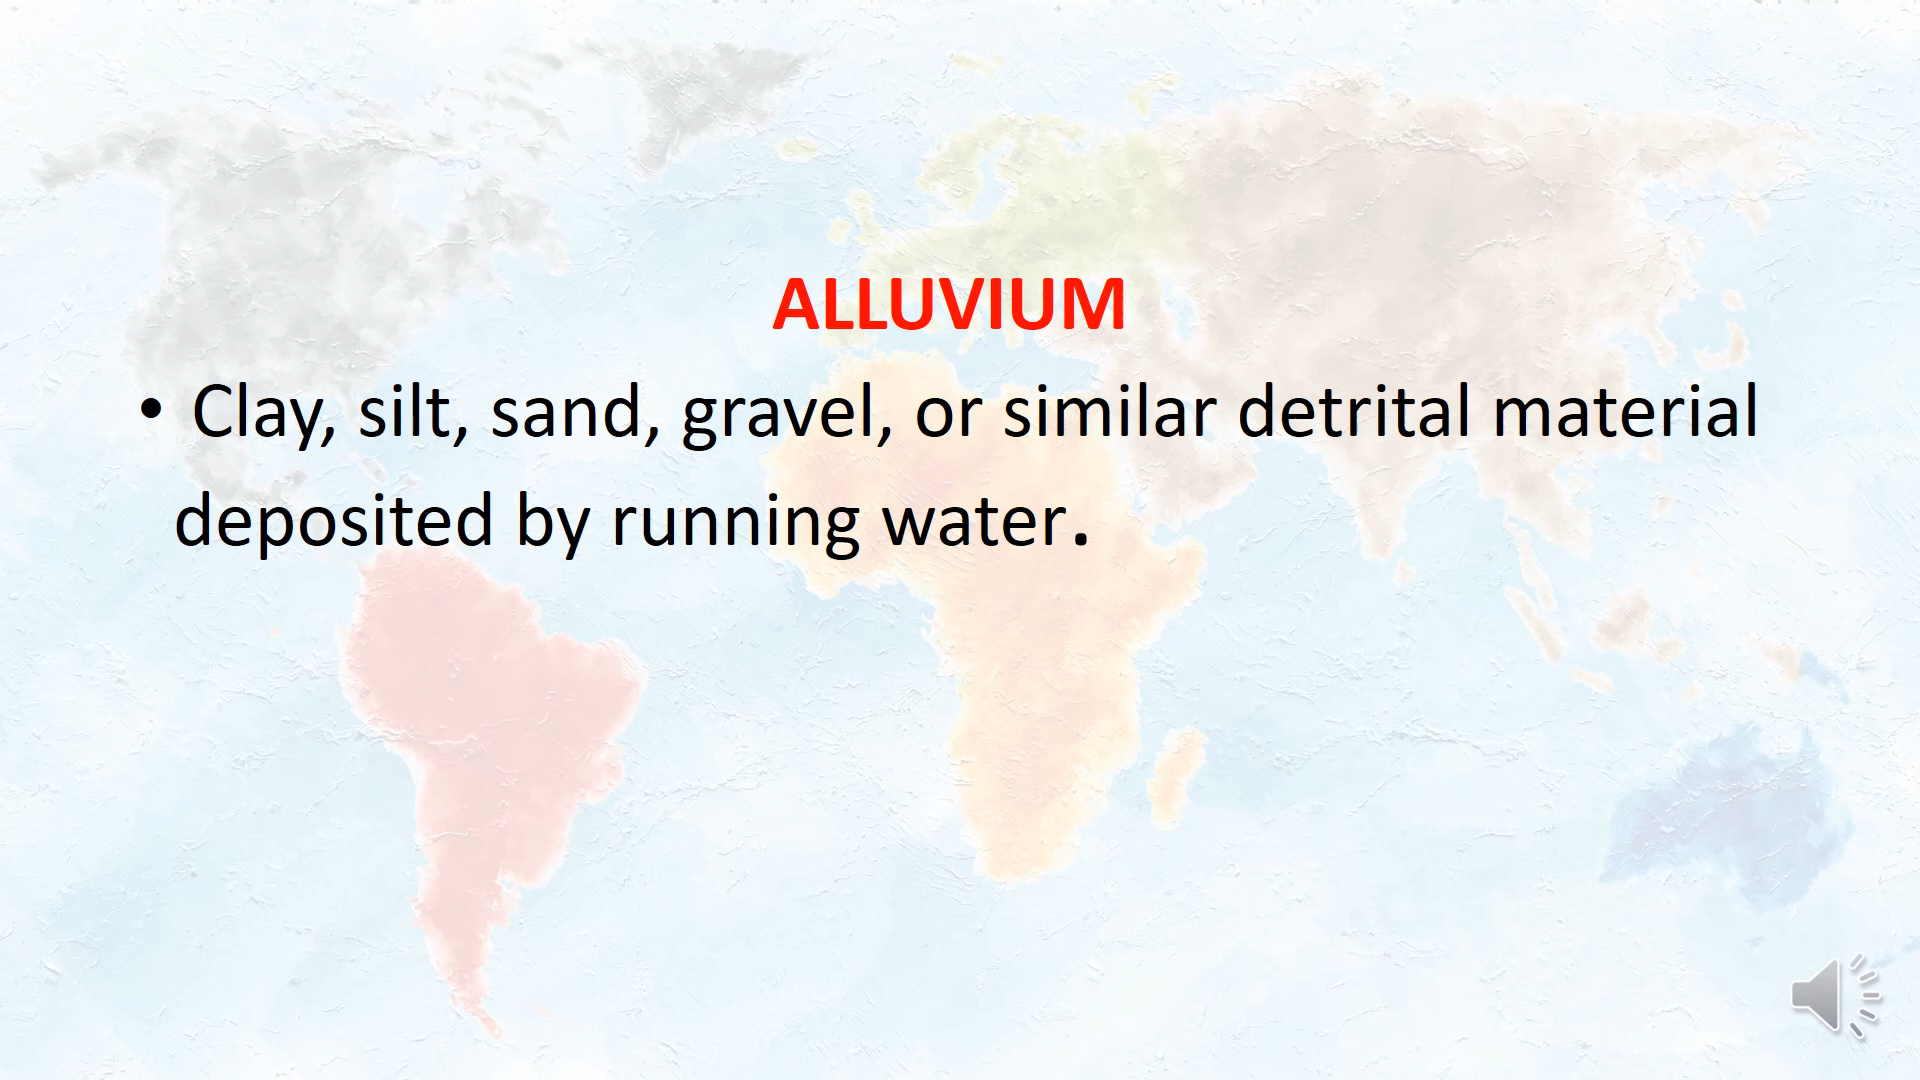 ALLUVIUM
• Clay, silt, sand, gravel, or similar detrital material
deposited by running water.